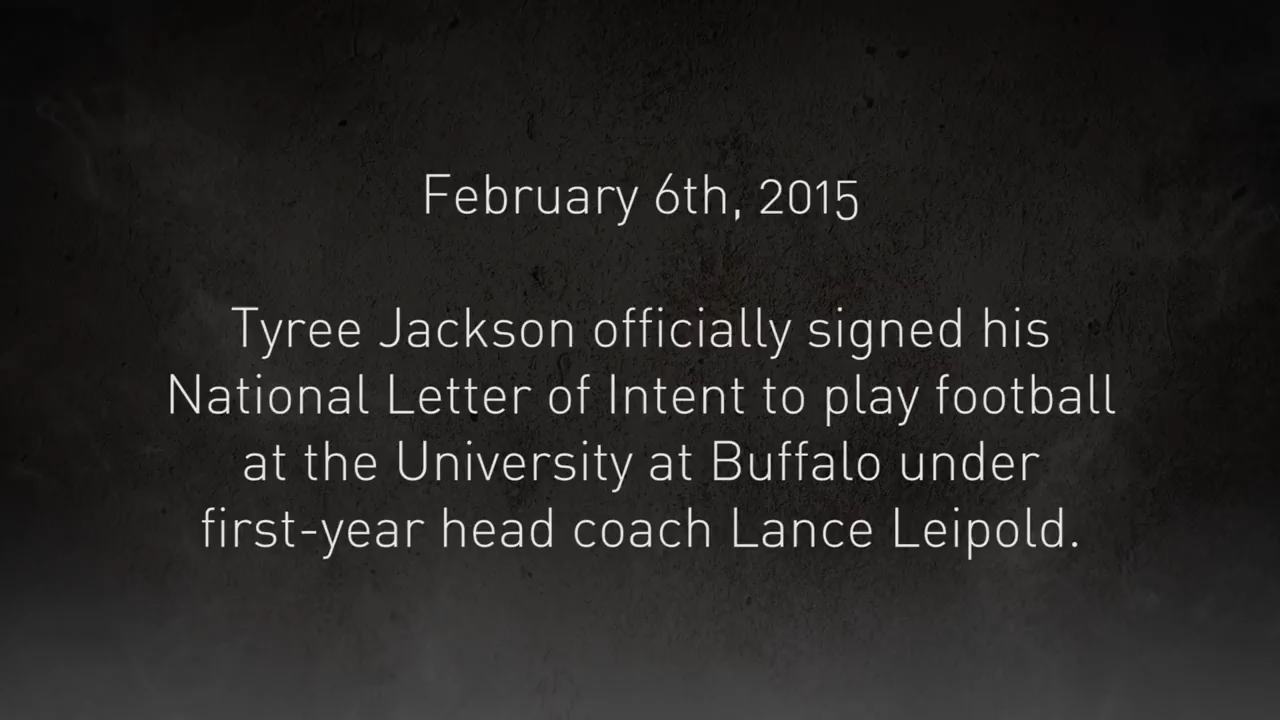 February 6th, 2015
Tyree Jackson officially signed his
National Letter of Intent to play football
at the University at Buffalo under
first-year head coach Lance Leipold.